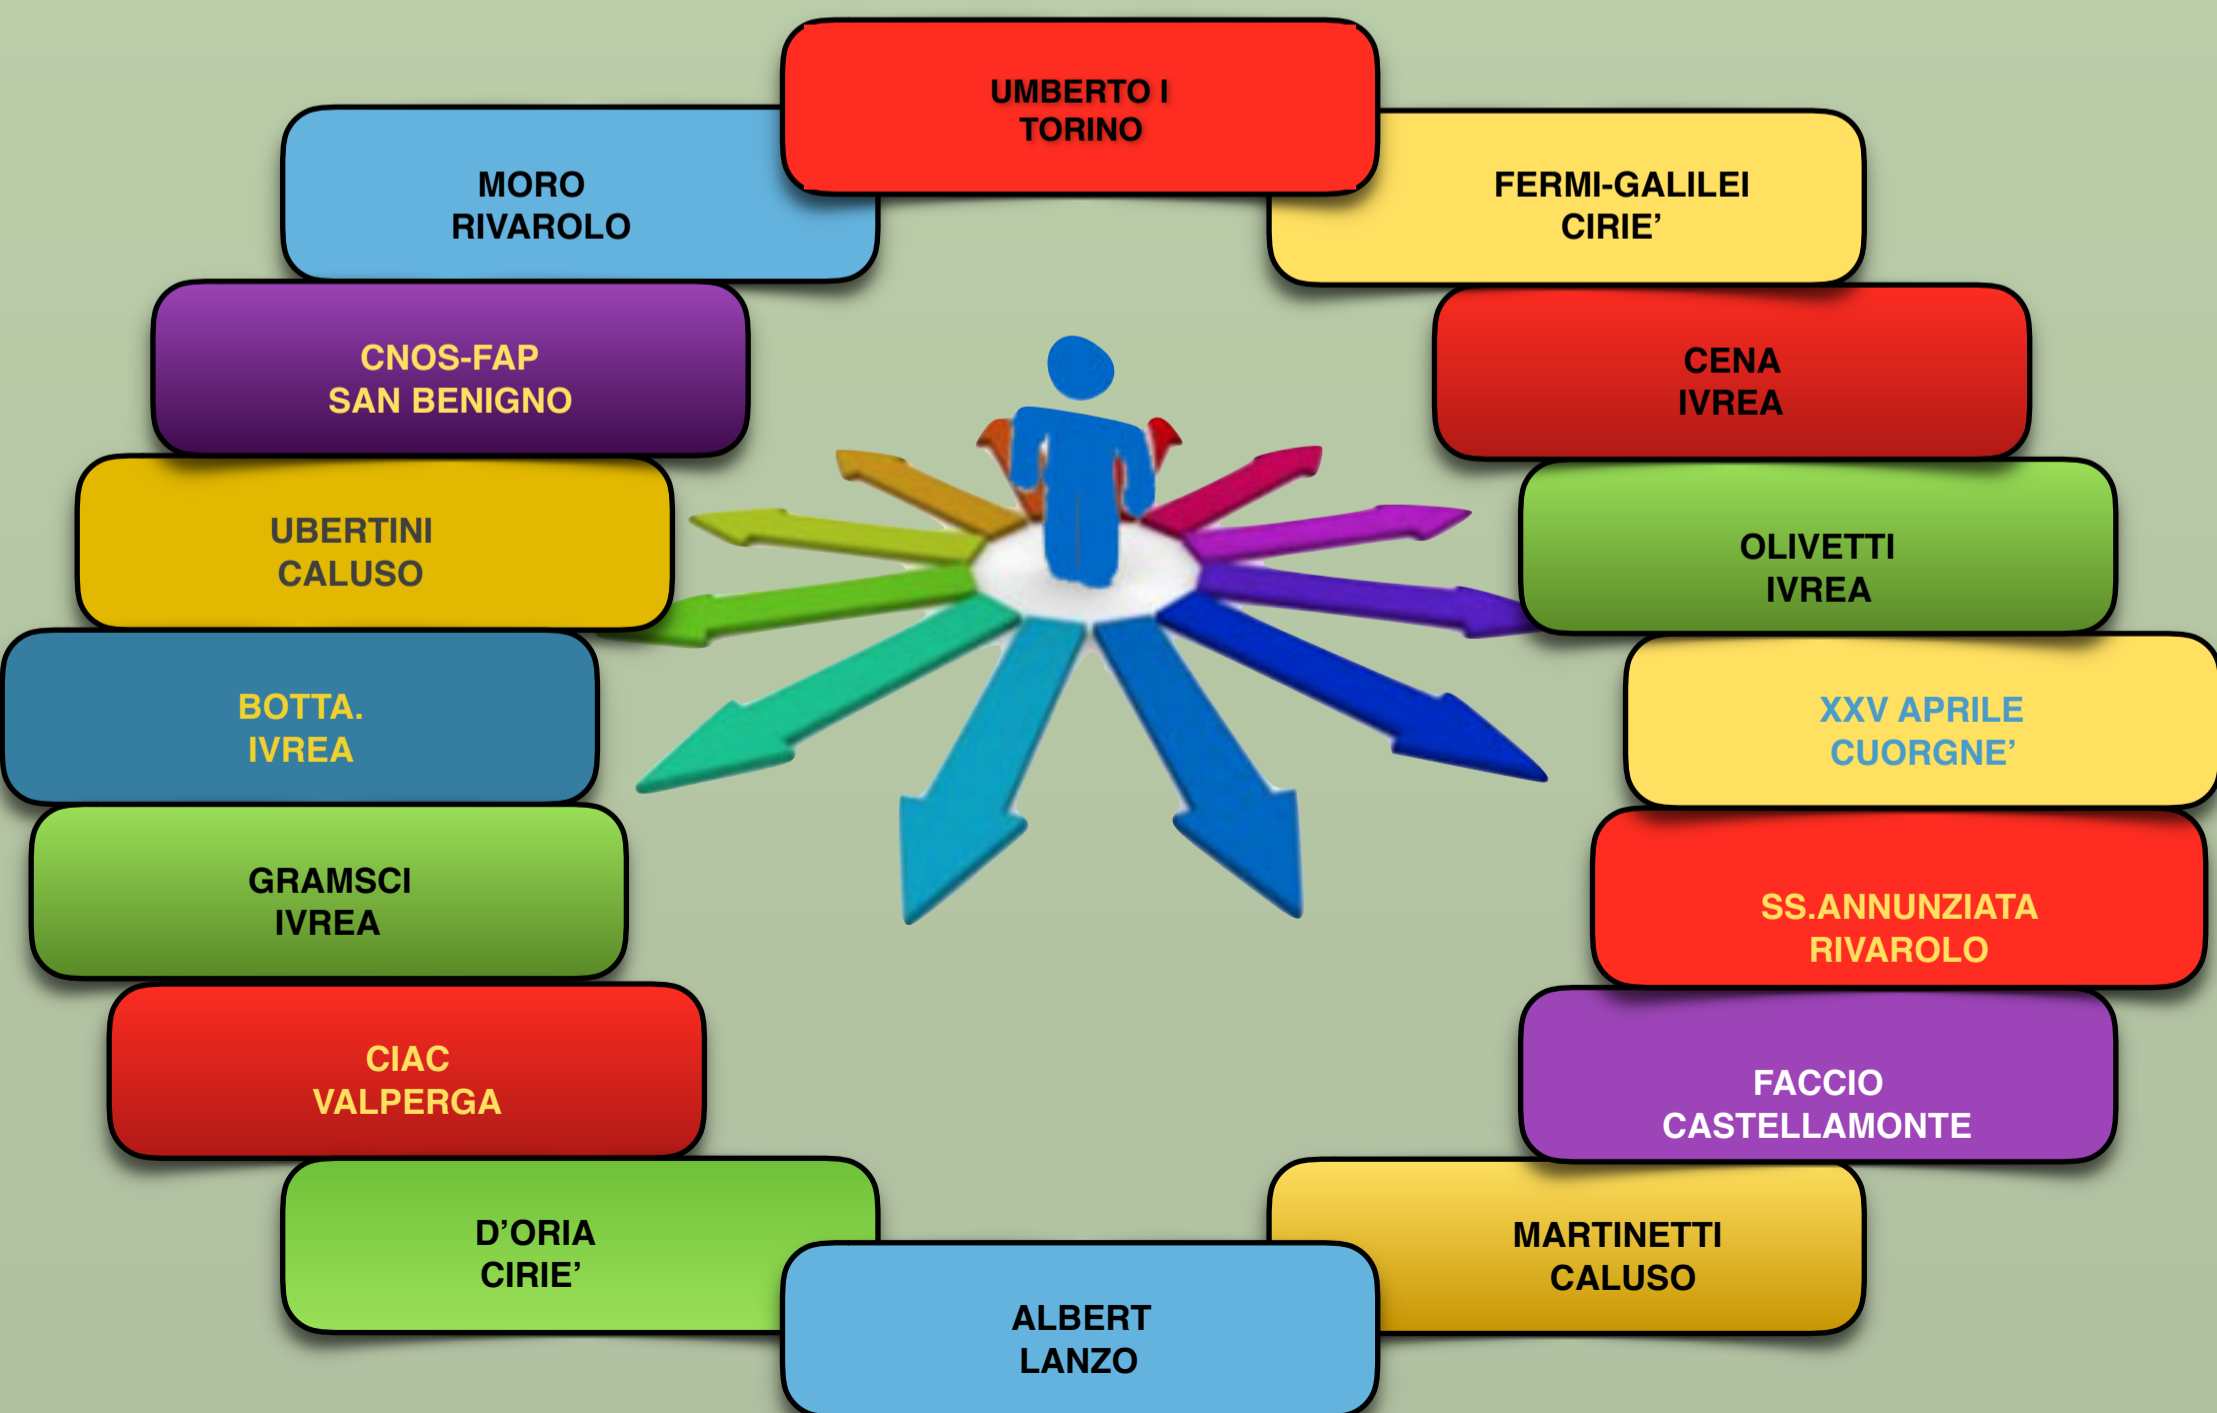 UMBERTO I
TORINO
MORO
RIVAROLO
FERMI-GALILEI
CIRIE’
CNOS-FAP
SAN BENIGNO
CENA
IVREA
UBERTINI
CALUSO
OLIVETTI
IVREA
BOTTA.
IVREA
XXV APRILE
CUORGNE’
GRAMSCI
IVREA
SS.ANNUNZIATA
RIVAROLO
CIAC
VALPERGA
FACCIO
CASTELLAMONTE
D’ORIA
CIRIE’
MARTINETTI
CALUSO
ALBERT
LANZO